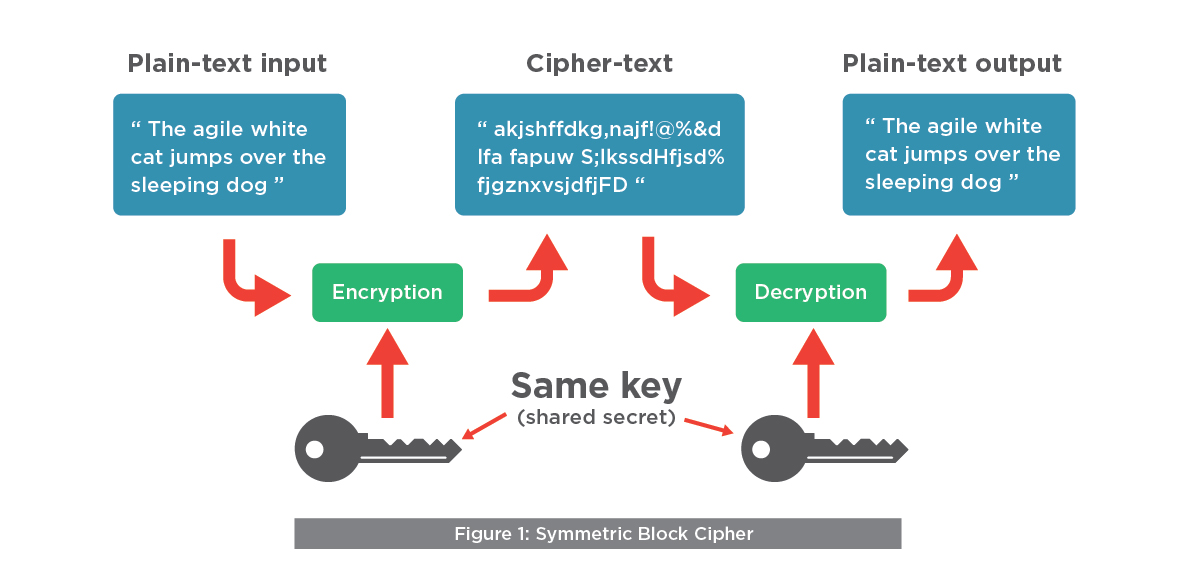 Plain-text input
Cipher-text
Plain-text output
“ The agile white
cat jumps over the
sleeping dog ”
“ akjshffdkg,najf!@%&d
lfa fapuw S;lkssdHfjsd%
fjgznxvsjdfjFD “
“ The agile white
cat jumps over the
sleeping dog ”
Encryption
Decryption
Same key
(shared secret)
Figure 1: Symmetric Block Cipher